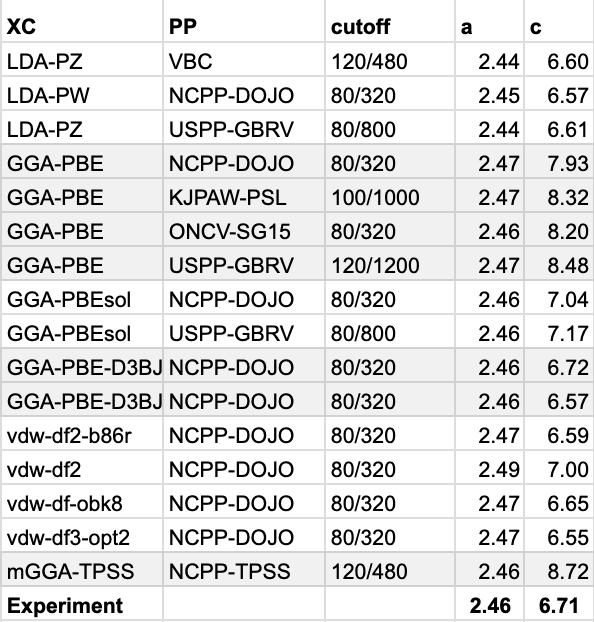 XC PP cutoff a c
LDA-PZ VBC 120/480 2.44 6.60
LDA-PW NCPP-DOJO 80/320 2.45 6.57
LDA-PZ USPP-GBRV 80/800 2.44 6.61
GGA-PBE NCPP-DOJO 80/320 2.47 7.93
GGA-PBE KJPAW-PSL 100/1000 2.47 8.32
GGA-PBE ONCV-SG15 80/320 2.46 8.20
GGA-PBE USPP-GBRV 120/1200 2.47 8.48
GGA-PBEsol NCPP-DOJO 80/320 2.46 7.04
GGA-PBEsol USPP-GBRV 80/800 2.46 7.17
GGA-PBE-D3BJ NCPP-DOJO 80/320 2.46 6.72
GGA-PBE-D3BJ NCPP-DOJO 80/320 2.46 6.57
vdw-df2-b86r NCPP-DOJO 80/320 2.47 6.59
vdw-df2 NCPP-DOJO 80/320 2.49 7.00
vdw-df-obk8 NCPP-DOJO 80/320 2.47 6.65
vdw-df3-opt2 NCPP-DOJO 80/320 2.47 6.55
mGGA-TPSS NCPP-TPSS 120/480 2.46 8.72
Experiment 2.46 6.71